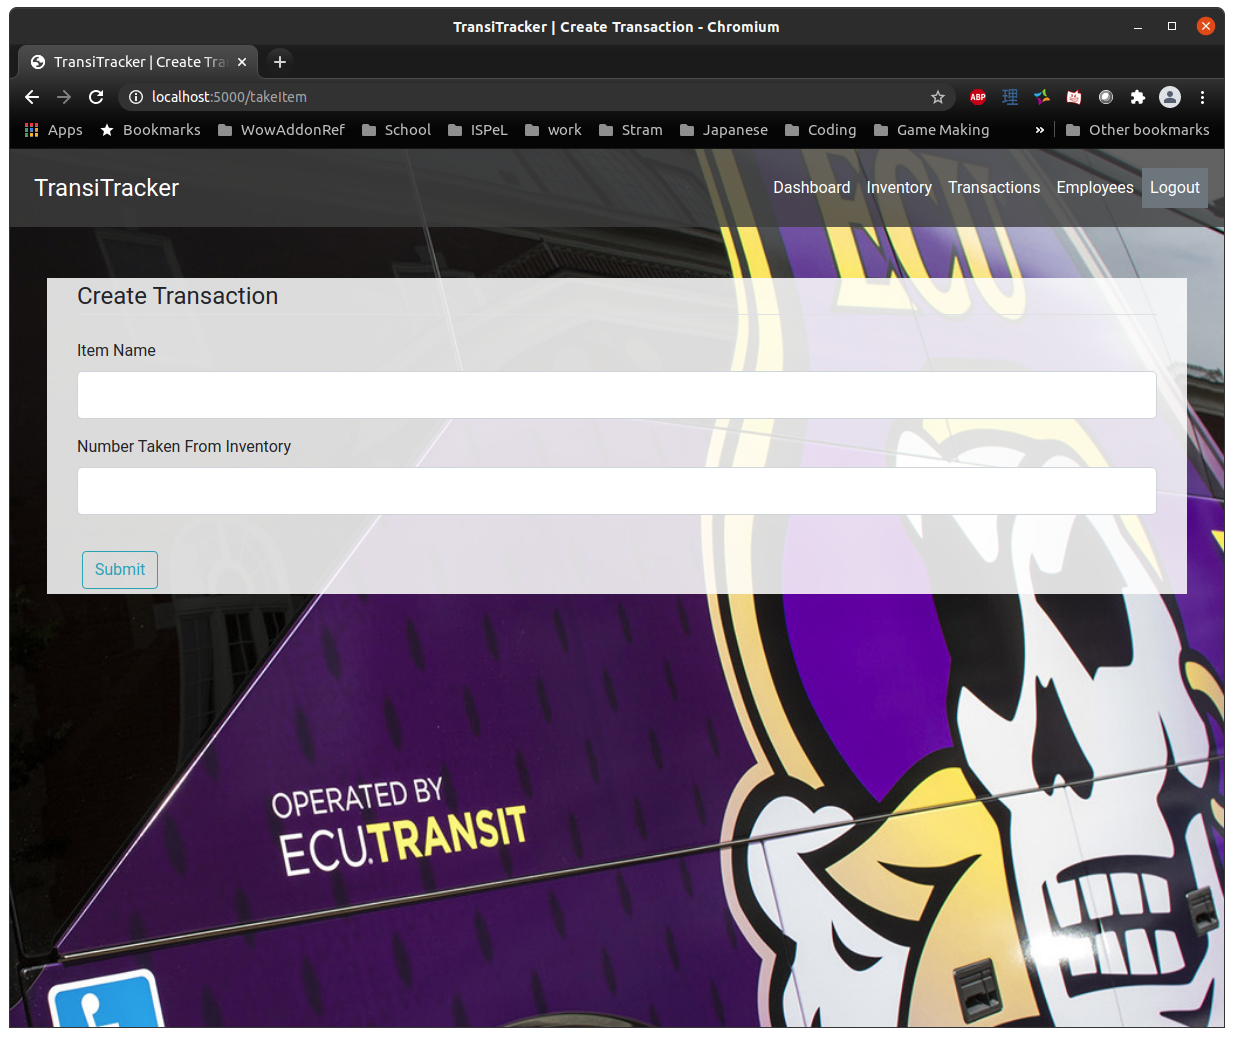 TransiTracker | Create Transaction - Chromium
TransiTracker | Create Tra
localhost:5000/takeItem
ABP
理
Apps Bookmarks WowAddonRef School ISPeL work Stram Japanese Coding Game Making » Other bookmarks
TransiTracker Dashboard Inventory Transactions Employees Logout
ECU
Create Transaction
Item Name
Number Taken From Inventory
Submit
OPERATED BY
ECU.TRANSIT